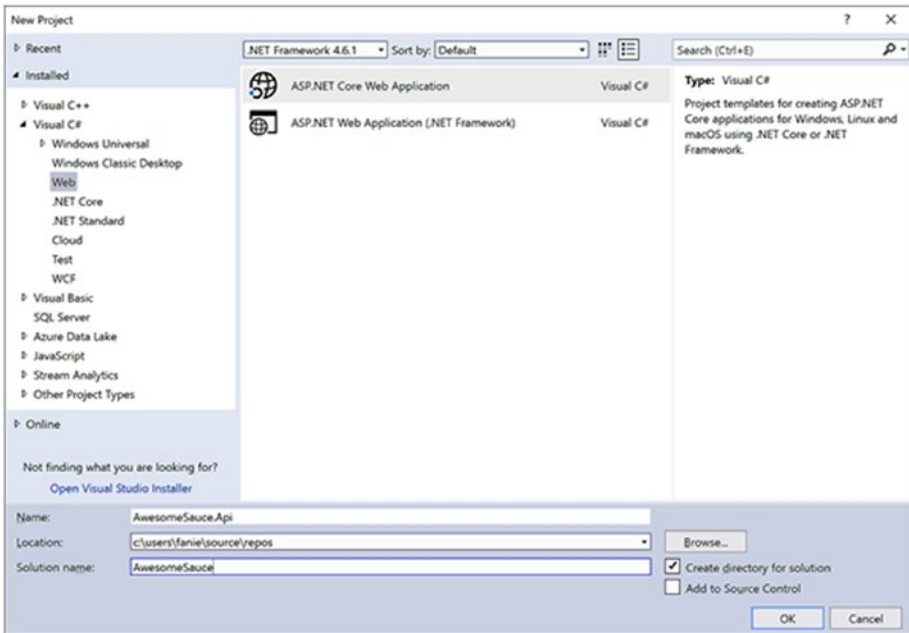 New Project ? ×
Recent
.NET Framework 4.6.1 Sort by: Default Search (Ctrl+E)
Installed
Visual C++
Visual C#
Windows Universal
Windows Classic Desktop
Web
.NET Core
.NET Standard
Cloud
Test
WCF
Visual Basic
SQL Server
Azure Data Lake
JavaScript
Stream Analytics
Other Project Types
Online
Not finding what you are looking for?
Open Visual Studio Installer
ASP.NET Core Web Application Visual C#
ASP.NET Web Application (.NET Framework) Visual C#
Type: Visual C#
Project templates for creating ASP.NET
Core applications for Windows, Linux and
macOS using .NET Core or .NET
Framework.
Name: AwesomeSauce.Api
Location: c:\users\fanie\source\repos Browse...
Solution name: AwesomeSauce
Create directory for solution
Add to Source Control
OK Cancel